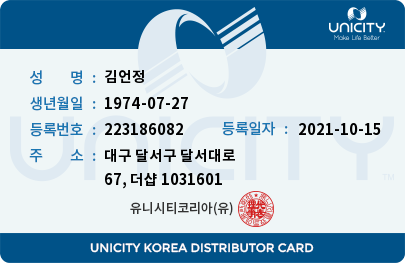 UNICITY
Make Life Better
성 명 : 김언정
생년월일 : 1974-07-27
등록번호 : 223186082 등록일자 : 2021-10-15
주 소 : 대구 달서구 달서대로
67, 더샵 1031601
유니시티코리아(유)
UNICITY
UNICITY KOREA DISTRIBUTOR CARD